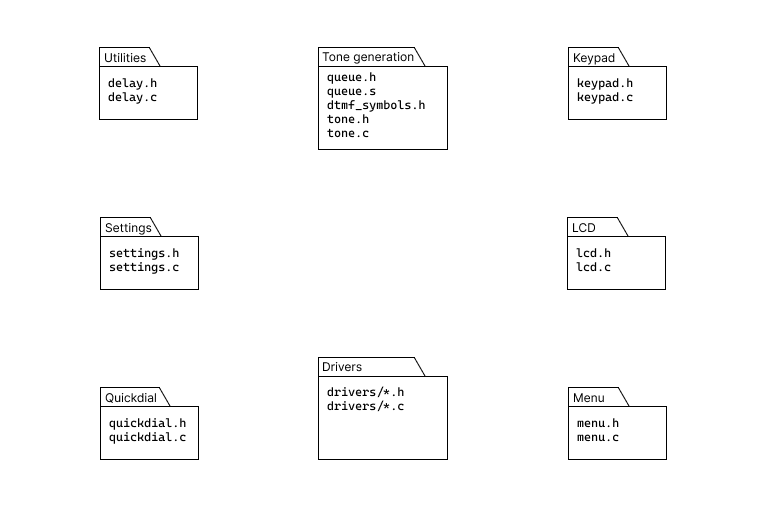 Utilities
delay.h
delay.c
Tone generation
queue.h
queue.s
dtmf_symbols.h
tone.h
tone.c
Keypad
keypad.h
keypad.c
Settings
settings.h
settings.c
LCD
lcd.h
lcd.c
Quickdial
quickdial.h
quickdial.c
Drivers
drivers/*.h
drivers/*.c
Menu
menu.h
menu.c